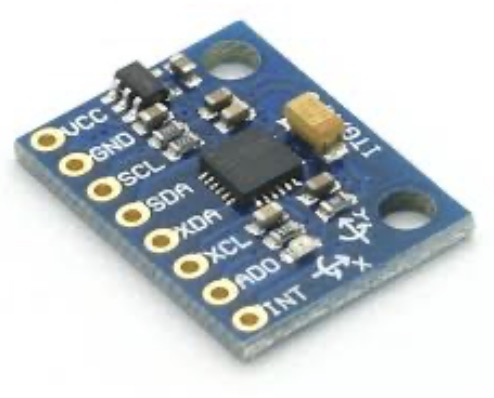 VCC
GND
SCL
SDA
XDA
XCL
ADO
INT
ITG
Y
X